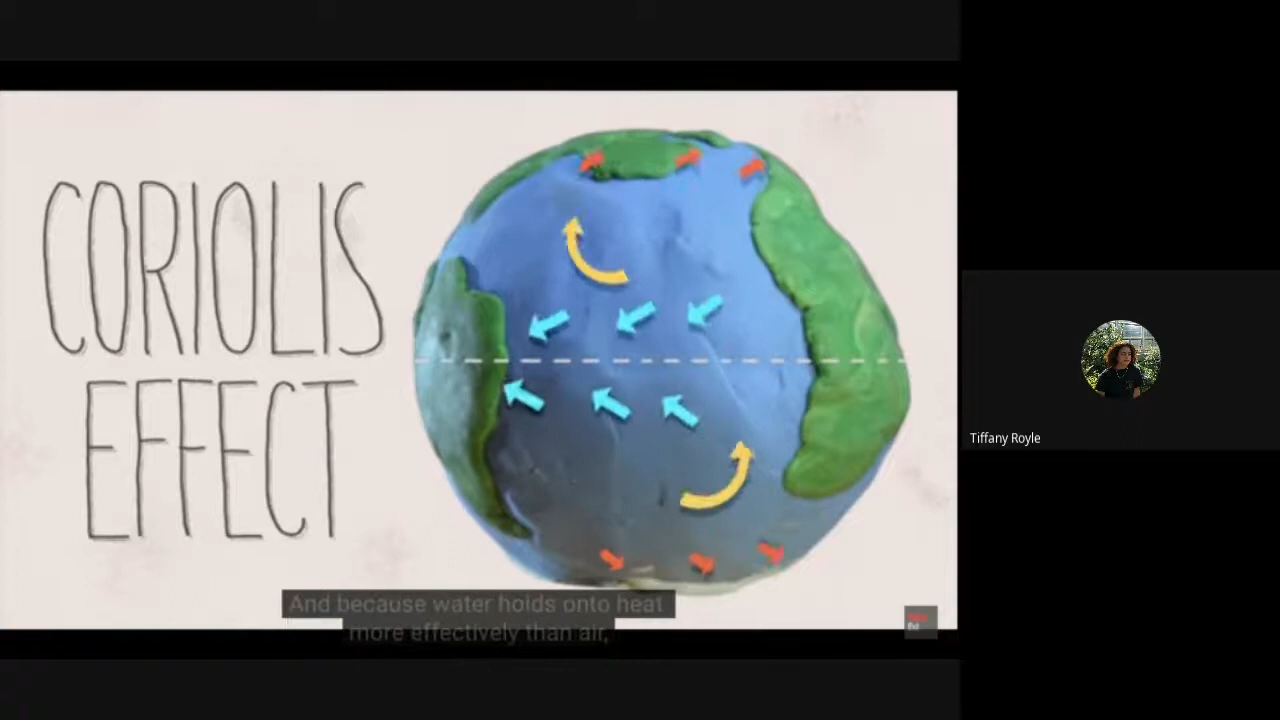 CORIOLIS
EFFECT
And because water holds onto heat
more effectively than air,
Tiffany Royle